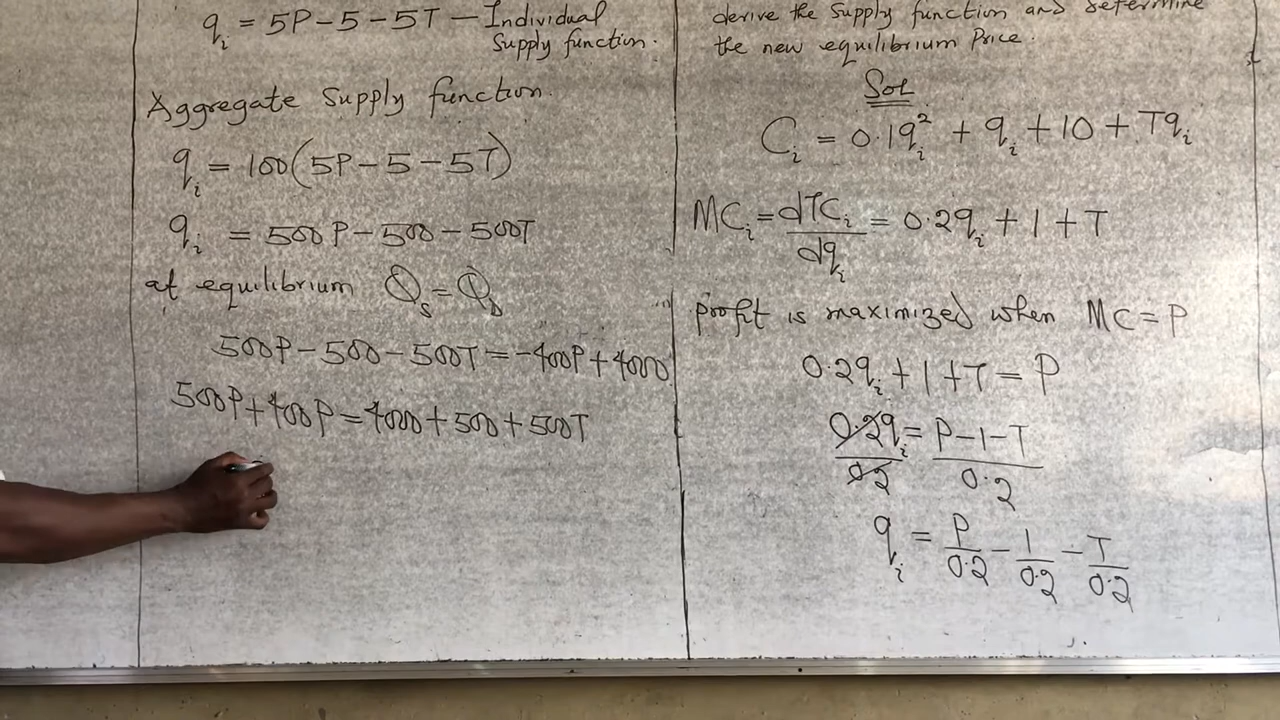 qᵢ = 5P - 5 - 5T — Individual
Supply function.
Aggregate Supply function.
qᵢ = 100(5P - 5 - 5T)
qᵢ = 500P - 500 - 500T
at equilibrium Q_S = Q_D
500P - 500 - 500T = -400P + 4000
500P + 400P = 4000 + 500 + 500T
derive the Supply function and determine
the new equilibrium Price.
Sol
Cᵢ = 0.1qᵢ² + qᵢ + 10 + Tqᵢ
MCᵢ = dTCᵢ/dqᵢ = 0.2qᵢ + 1 + T
profit is maximized when MC = P
0.2qᵢ + 1 + T = P
0.2qᵢ/0.2 = P - 1 - T/0.2
qᵢ = P/0.2 - 1/0.2 - T/0.2